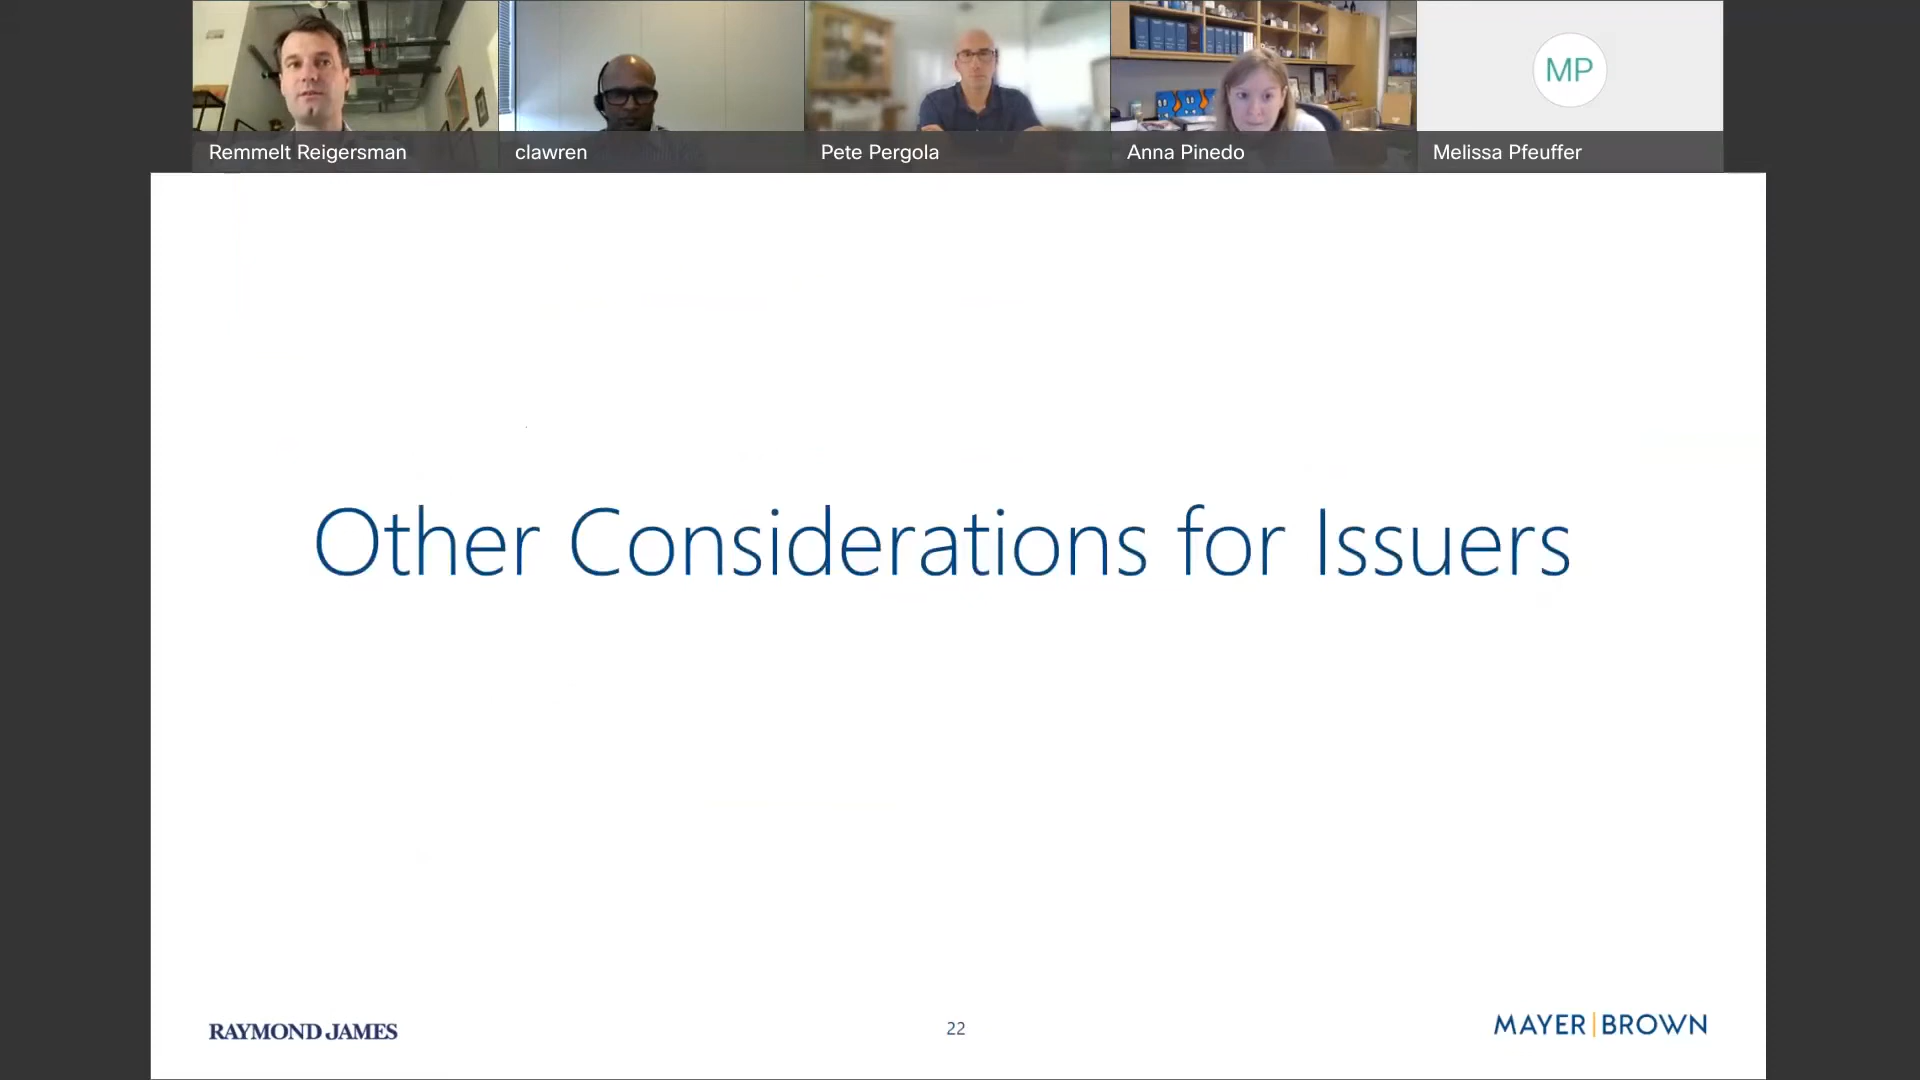 Remmelt Reigersman
clawren
Pete Pergola
Anna Pinedo
MP
Melissa Pfeuffer
Other Considerations for Issuers
RAYMOND JAMES
22
MAYER|BROWN